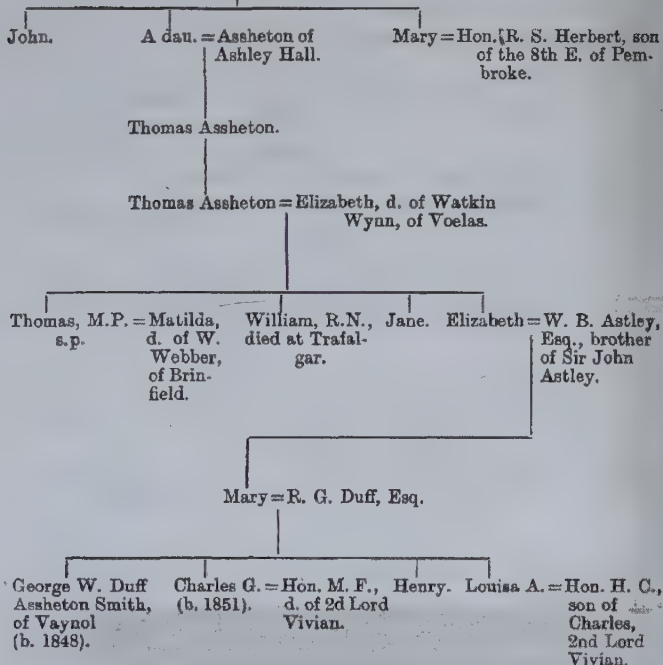 John.
A dau. = Assheton of
Ashley Hall.
Mary = Hon. R. S. Herbert, son
of the 8th E. of Pem-
broke.
Thomas Assheton.
Thomas Assheton = Elizabeth, d. of Watkin
Wynn, of Voelas.
Thomas, M.P. = Matilda,
s.p.
d. of W.
Webber,
of Brin-
field.
William, R.N.,
died at Trafal-
gar.
Jane.
Elizabeth = W. B. Astley,
Esq., brother
of Sir John
Astley.
Mary = R. G. Duff, Esq.
George W. Duff
Assheton Smith,
of Vaynol
(b. 1848).
Charles G. = Hon. M. F.,
(b. 1851).
d. of 2d Lord
Vivian.
Henry.
Louisa A. = Hon. H. C.,
son of
Charles,
2nd Lord
Vivian.